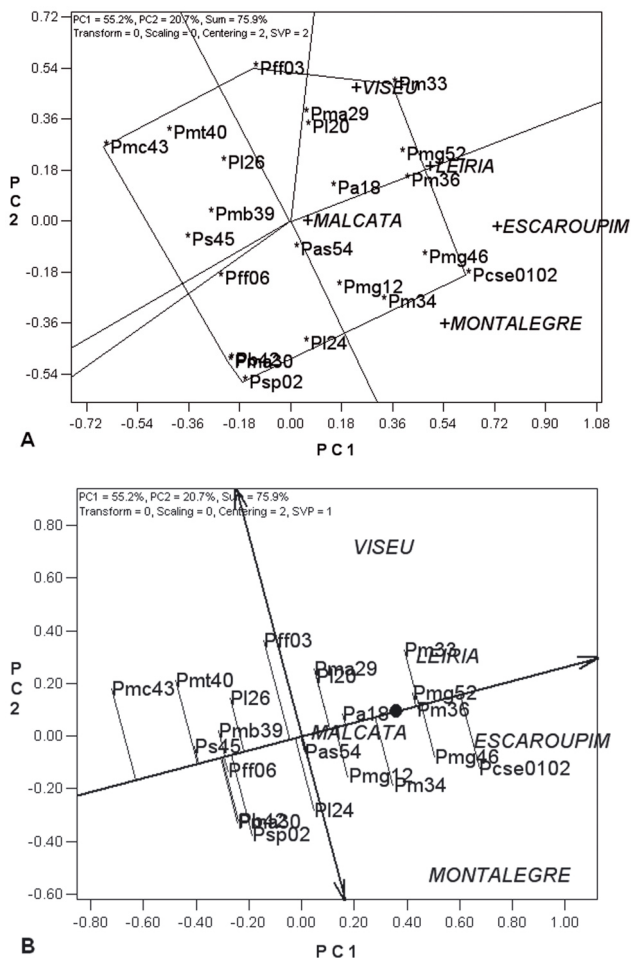 PC1 = 55.2%, PC2 = 20.7%, Sum = 75.9%
Transform = 0, Scaling = 0, Centering = 2, SVP = 2
0.72
0.54
0.36
0.18
0.00
-0.18
-0.36
-0.54
P C 2
*Pff03
+VISEU
*Pm33
*Pma29
*Pl20
*Pmt40
*Pmc43
*Pl26
*Pmg52
+LEIRIA
*Pm36
*Pa18
*Pmb39
+MALCATA
+ESCAROUPIM
*Ps45
*Pas54
*Pmg46
*Pff06
*Pcse0102
*Pmg12
*Pm34
+MONTALEGRE
*Pl24
*Psp02
-0.72 -0.54 -0.36 -0.18 0.00 0.18 0.36 0.54 0.72 0.90 1.08
A
P C 1
PC1 = 55.2%, PC2 = 20.7%, Sum = 75.9%
Transform = 0, Scaling = 0, Centering = 2, SVP = 1
0.80
0.60
0.40
0.20
0.00
-0.20
-0.40
-0.60
P C 2
VISEU
Pff03
Pm33
LEIRIA
Pma29
Pl20
Pmt40
Pmc43
Pl26
Pmg52
Pm36
Pa18
Pmb39
MALCATA
ESCAROUPIM
Ps45
Pas54
Pmg46
Pff06
Pcse0102
Pmg12
Pm34
Pl24
Psp02
MONTALEGRE
-0.80 -0.60 -0.40 -0.20 0.00 0.20 0.40 0.60 0.80 1.00
B
P C 1